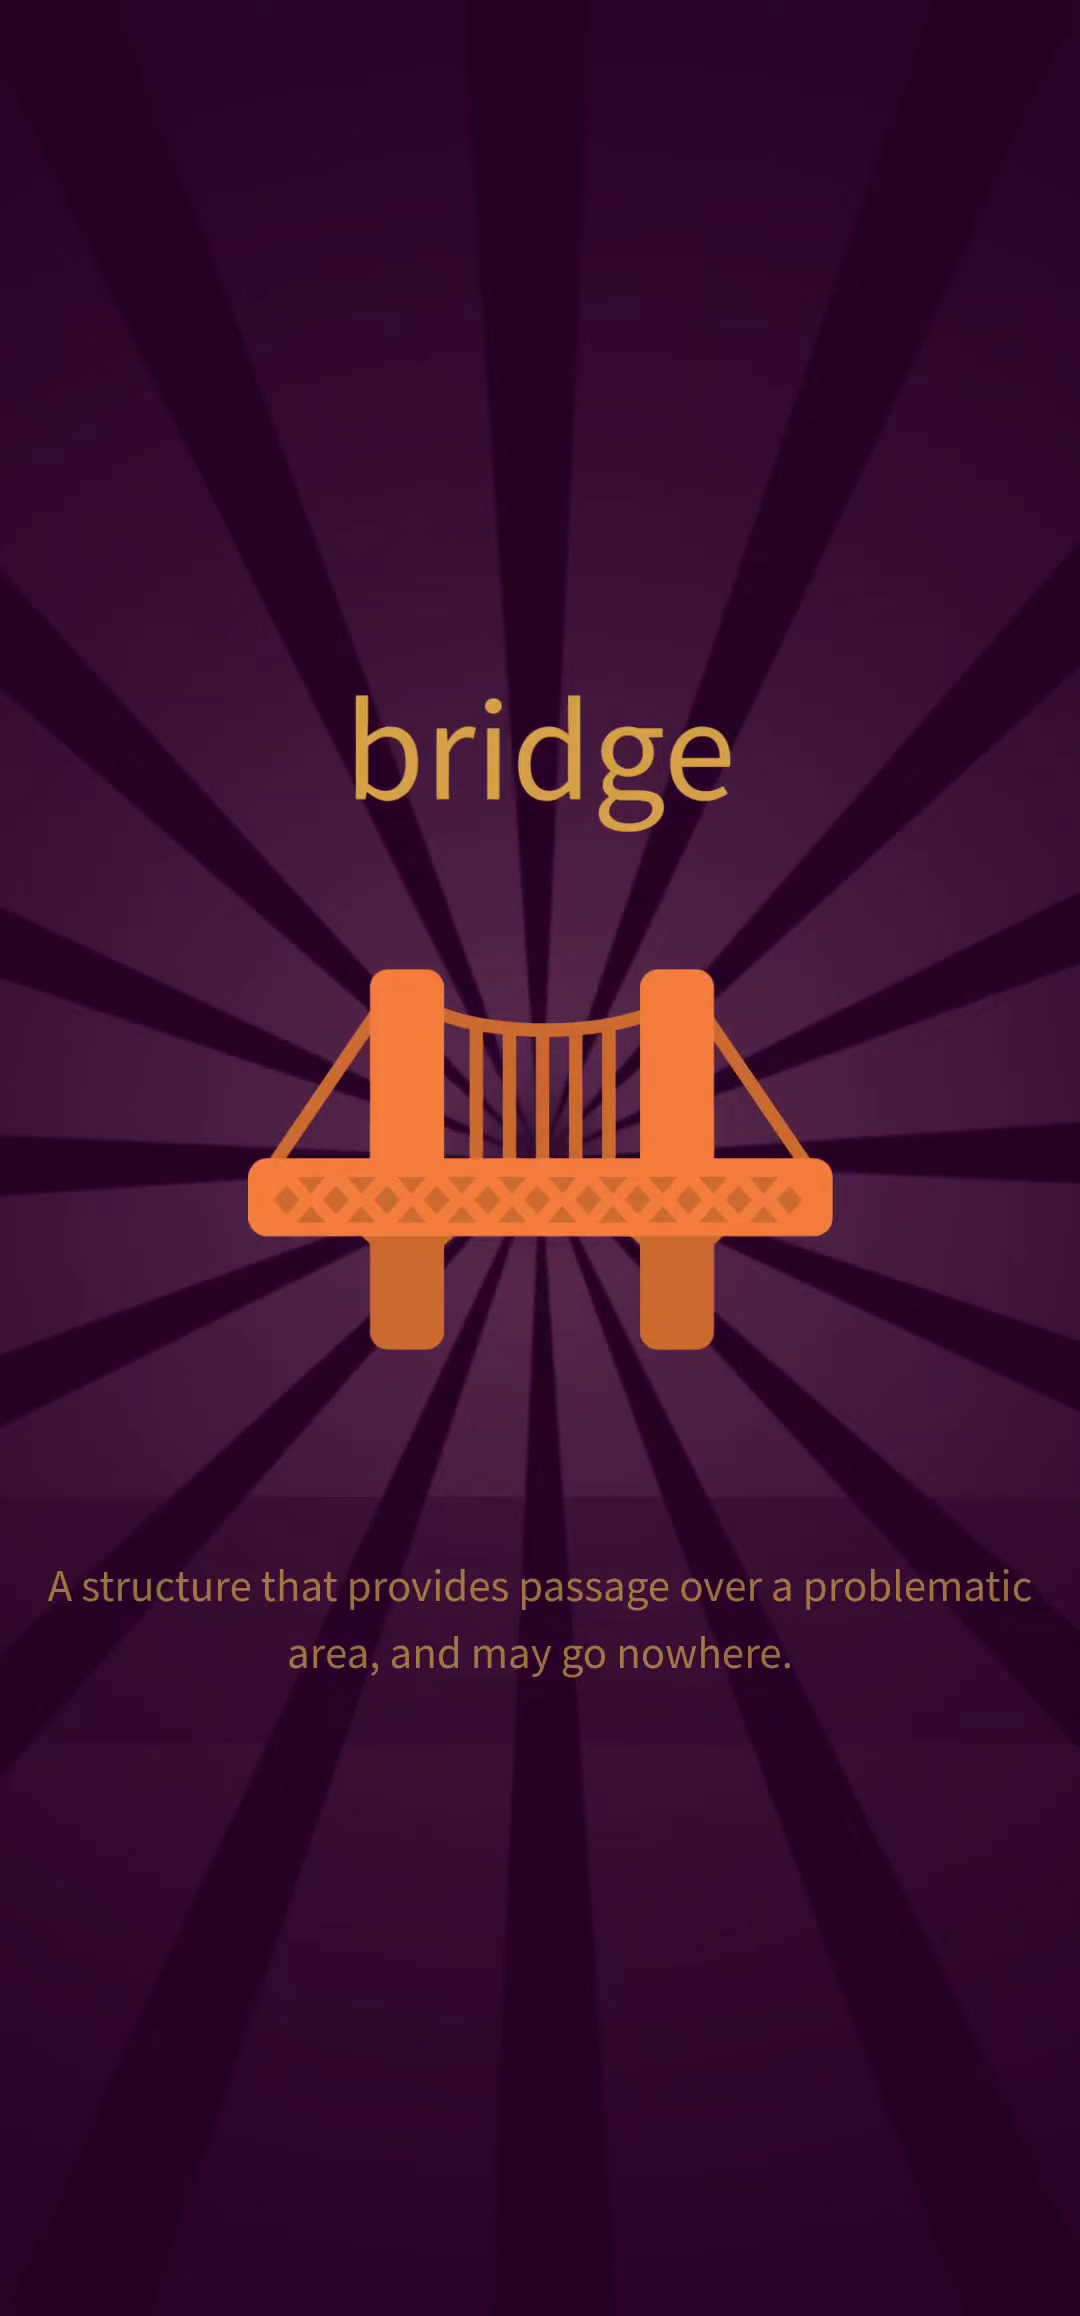 bridge
A structure that provides passage over a problematic
area, and may go nowhere.